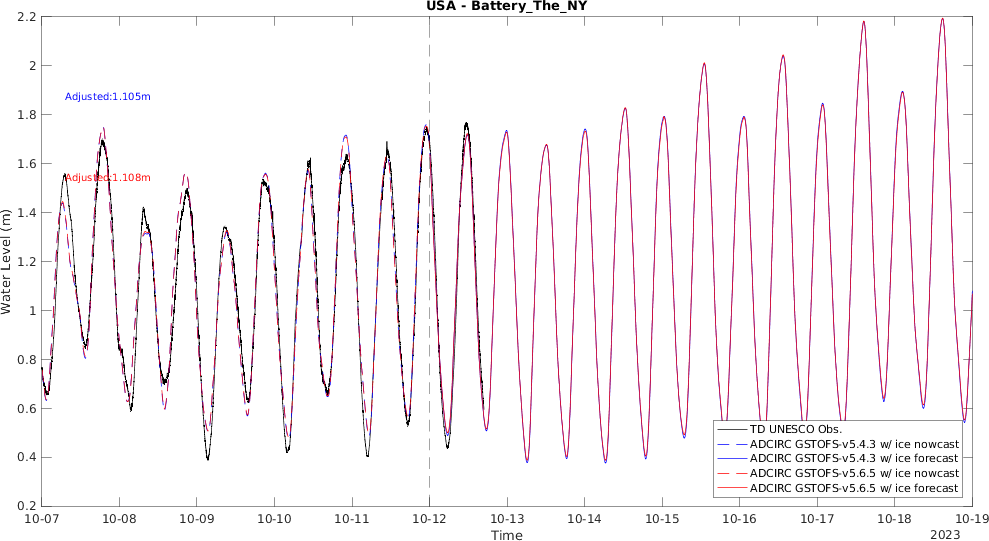 USA - Battery_The_NY
2.2
2
1.8
1.6
1.4
1.2
1
0.8
0.6
0.4
0.2
Water Level (m)
Adjusted:1.105m
Adjusted:1.108m
TD UNESCO Obs.
ADCIRC GSTOFS-v5.4.3 w/ ice nowcast
ADCIRC GSTOFS-v5.4.3 w/ ice forecast
ADCIRC GSTOFS-v5.6.5 w/ ice nowcast
ADCIRC GSTOFS-v5.6.5 w/ ice forecast
10-07 10-08 10-09 10-10 10-11 10-12 10-13 10-14 10-15 10-16 10-17 10-18 10-19
Time
2023